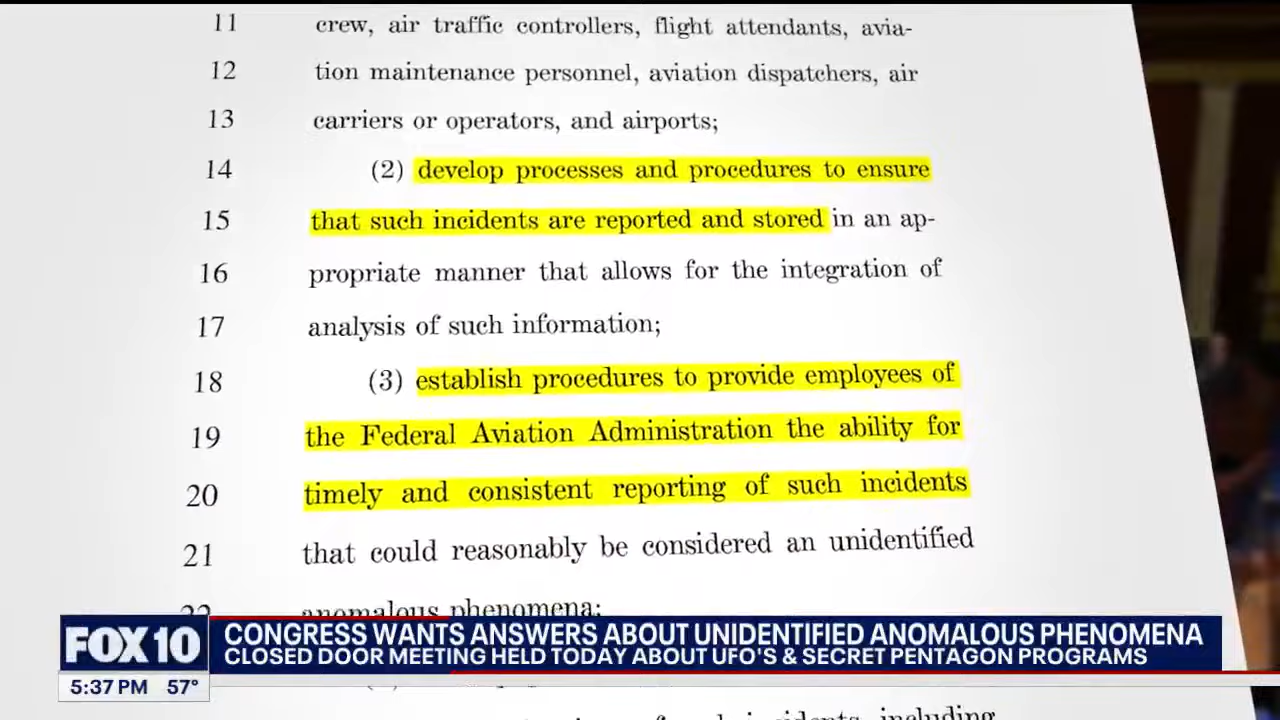 11 crew, air traffic controllers, flight attendants, avia-
12 tion maintenance personnel, aviation dispatchers, air
13 carriers or operators, and airports;
14 (2) develop processes and procedures to ensure
15 that such incidents are reported and stored in an ap-
16 propriate manner that allows for the integration of
17 analysis of such information;
18 (3) establish procedures to provide employees of
19 the Federal Aviation Administration the ability for
20 timely and consistent reporting of such incidents
21 that could reasonably be considered an unidentified
22 anomalous phenomena;
FOX 10
CONGRESS WANTS ANSWERS ABOUT UNIDENTIFIED ANOMALOUS PHENOMENA
CLOSED DOOR MEETING HELD TODAY ABOUT UFO'S & SECRET PENTAGON PROGRAMS
5:37 PM 57°
incidents, including